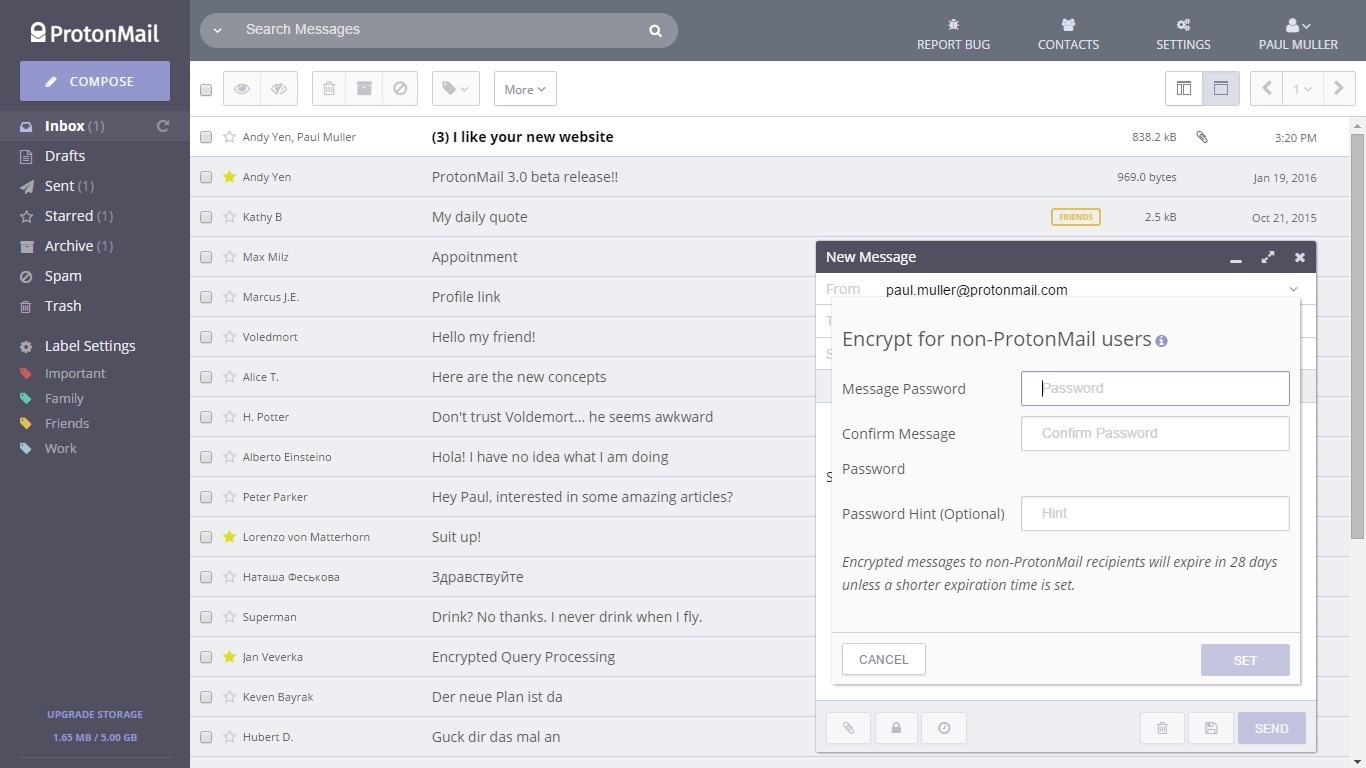 ProtonMail
Search Messages
REPORT BUG
CONTACTS
SETTINGS
PAUL MULLER
COMPOSE
Inbox (1)
Drafts
Sent (1)
Starred (1)
Archive (1)
Spam
Trash
Label Settings
Important
Family
Friends
Work
UPGRADE STORAGE
1.65 MB / 5.00 GB
More
1
Andy Yen, Paul Muller (3) I like your new website 838.2 kB 3:20 PM
Andy Yen ProtonMail 3.0 beta release!! 969.0 bytes Jan 19, 2016
Kathy B My daily quote FRIENDS 2.5 kB Oct 21, 2015
Max Milz Appoitnment
Marcus J.E. Profile link
Voledmort Hello my friend!
Alice T. Here are the new concepts
H. Potter Don't trust Voldemort... he seems awkward
Alberto Einsteino Hola! I have no idea what I am doing
Peter Parker Hey Paul, interested in some amazing articles?
Lorenzo von Matterhorn Suit up!
Наташа Феськова Здравствуйте
Superman Drink? No thanks. I never drink when I fly.
Jan Veverka Encrypted Query Processing
Keven Bayrak Der neue Plan ist da
Hubert D. Guck dir das mal an
New Message
From paul.muller@protonmail.com
Encrypt for non-ProtonMail users
Message Password Password
Confirm Message Confirm Password
Password
Password Hint (Optional) Hint
Encrypted messages to non-ProtonMail recipients will expire in 28 days
unless a shorter expiration time is set.
CANCEL
SET
SEND